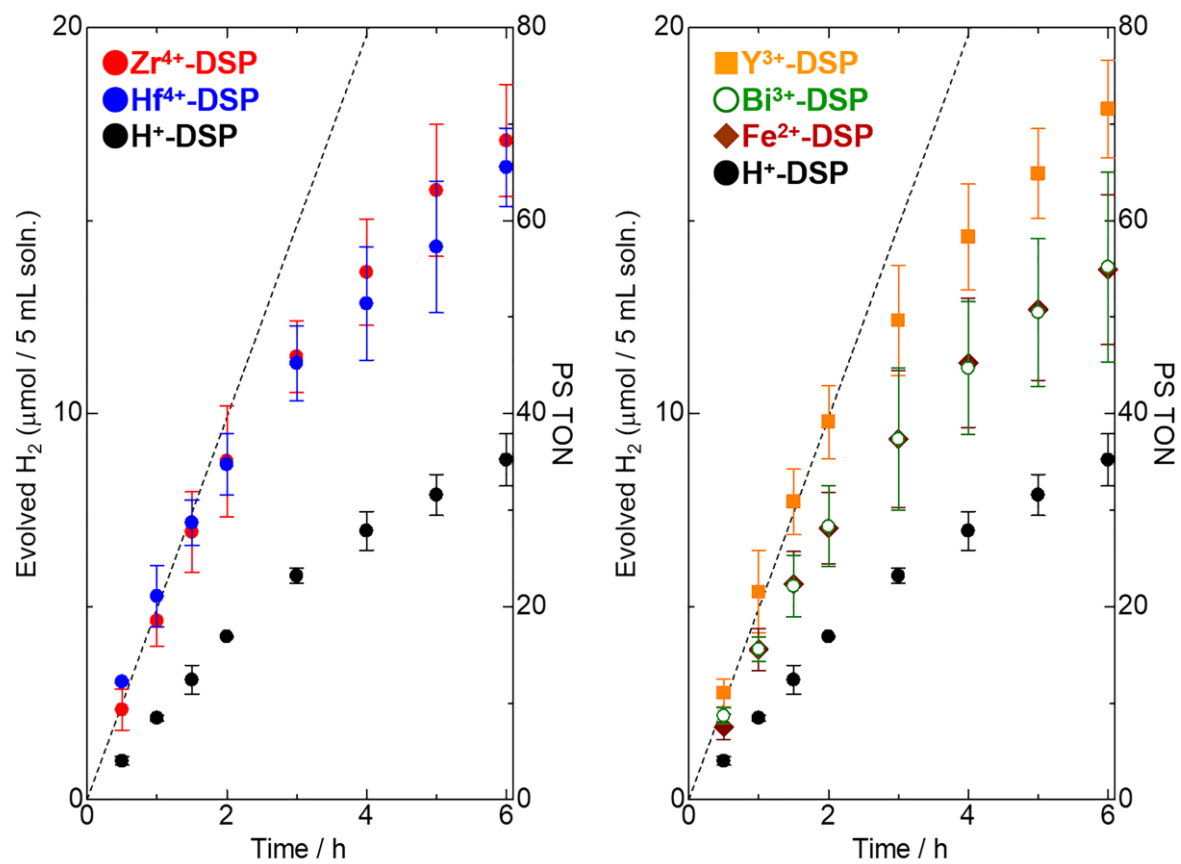 20
10
0
Evolved H₂ (μmol / 5 mL soln.)
Zr⁴⁺-DSP
Hf⁴⁺-DSP
H⁺-DSP
80
60
40
20
0
PS TON
0 2 4 6
Time / h
20
10
0
Evolved H₂ (μmol / 5 mL soln.)
Y³⁺-DSP
Bi³⁺-DSP
Fe²⁺-DSP
H⁺-DSP
80
60
40
20
0
PS TON
0 2 4 6
Time / h